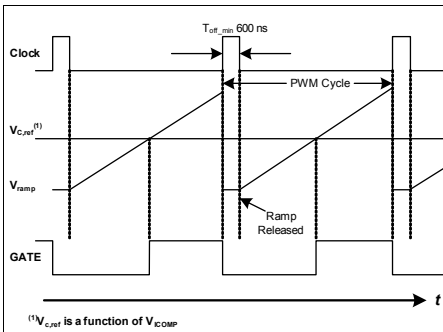 T_off_min 600 ns
Clock
PWM Cycle
V_C,ref^(1)
V_ramp
Ramp
Released
GATE
t
^(1)V_c,ref is a function of V_ICOMP